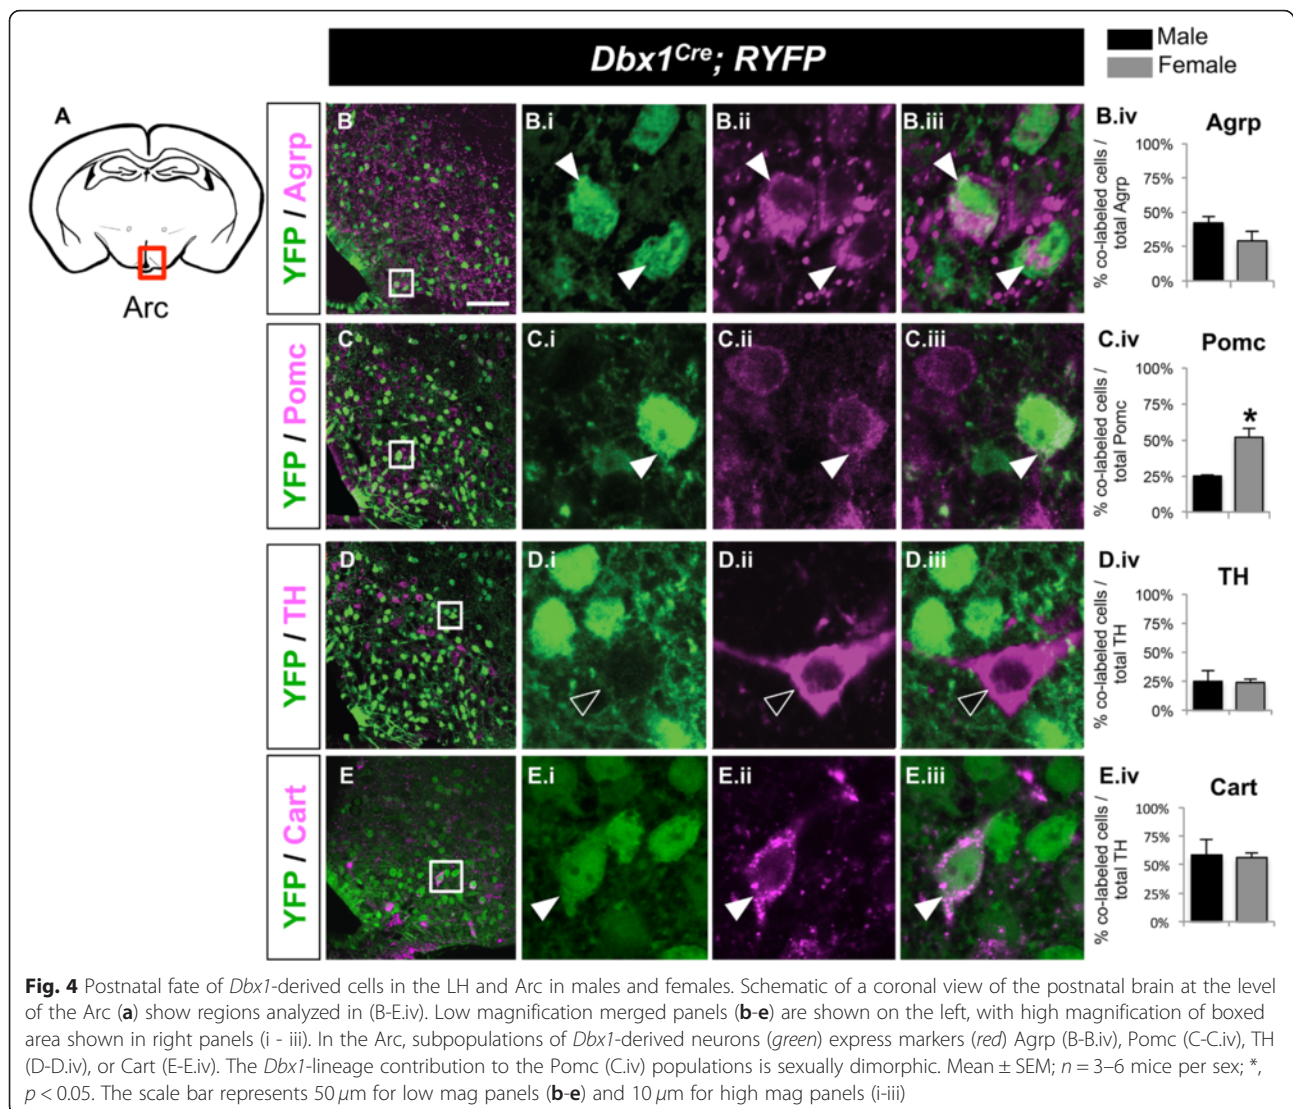 Dbx1Cre; RYFP
Male
Female
A
Arc
YFP / Agrp
B
B.i
B.ii
B.iii
B.iv
Agrp
% co-labeled cells /
total Agrp
100%
75%
50%
25%
0%
YFP / Pomc
C
C.i
C.ii
C.iii
C.iv
Pomc
% co-labeled cells /
total Pomc
100%
75%
50%
25%
0%
*
YFP / TH
D
D.i
D.ii
D.iii
D.iv
TH
% co-labeled cells /
total TH
100%
75%
50%
25%
0%
YFP / Cart
E
E.i
E.ii
E.iii
E.iv
Cart
% co-labeled cells /
total TH
100%
75%
50%
25%
0%
Fig. 4 Postnatal fate of Dbx1-derived cells in the LH and Arc in males and females. Schematic of a coronal view of the postnatal brain at the level
of the Arc (a) show regions analyzed in (B-E.iv). Low magnification merged panels (b-e) are shown on the left, with high magnification of boxed
area shown in right panels (i - iii). In the Arc, subpopulations of Dbx1-derived neurons (green) express markers (red) Agrp (B-B.iv), Pomc (C-C.iv), TH
(D-D.iv), or Cart (E-E.iv). The Dbx1-lineage contribution to the Pomc (C.iv) populations is sexually dimorphic. Mean ± SEM; n = 3–6 mice per sex; *,
p < 0.05. The scale bar represents 50 μm for low mag panels (b-e) and 10 μm for high mag panels (i-iii)